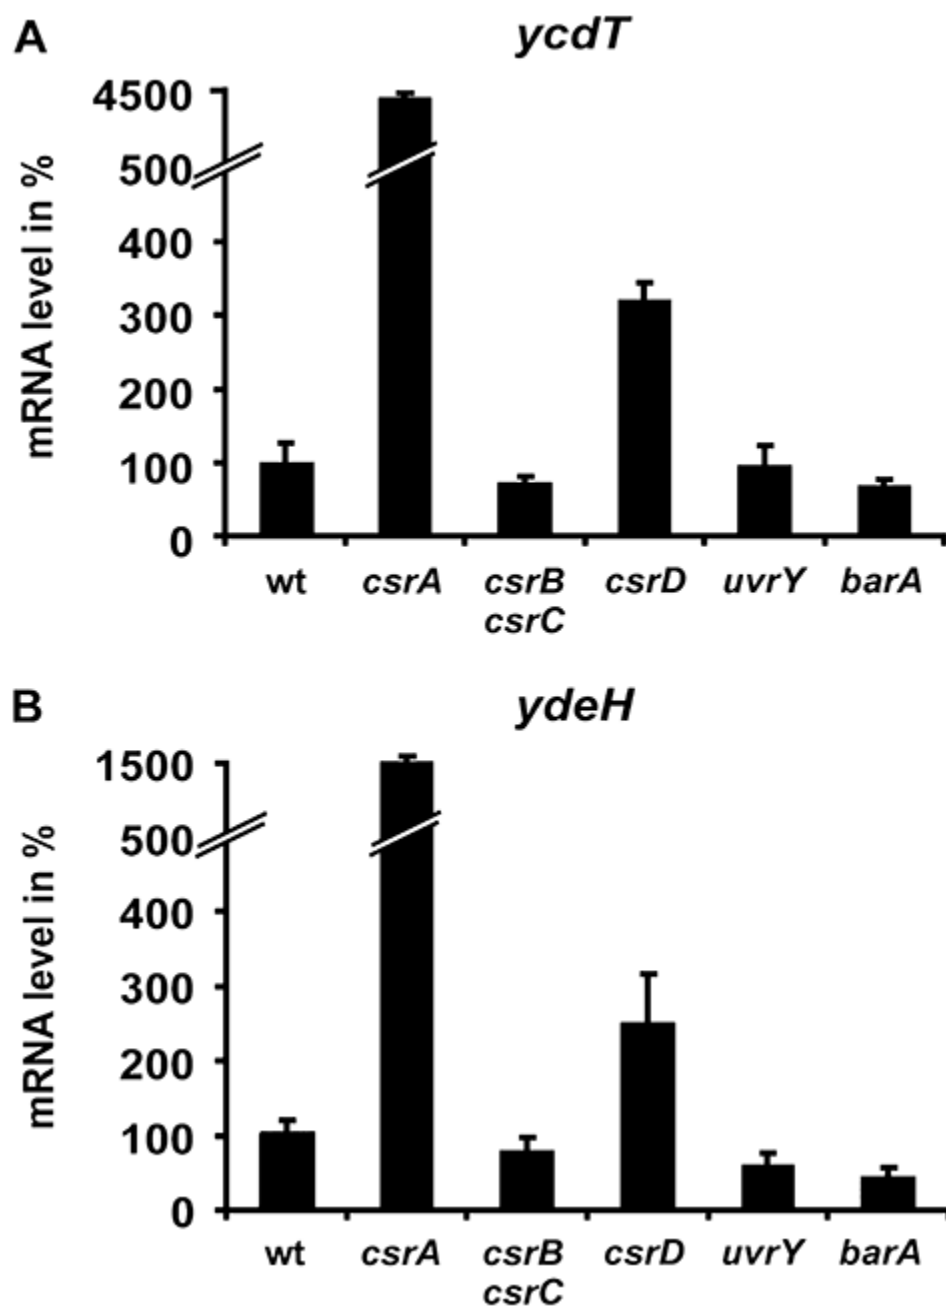 A
ycdT
4500
500
400
300
200
100
0
mRNA level in %
wt csrA csrB csrD uvrY barA
csrC
B
ydeH
1500
500
400
300
200
100
0
mRNA level in %
wt csrA csrB csrD uvrY barA
csrC